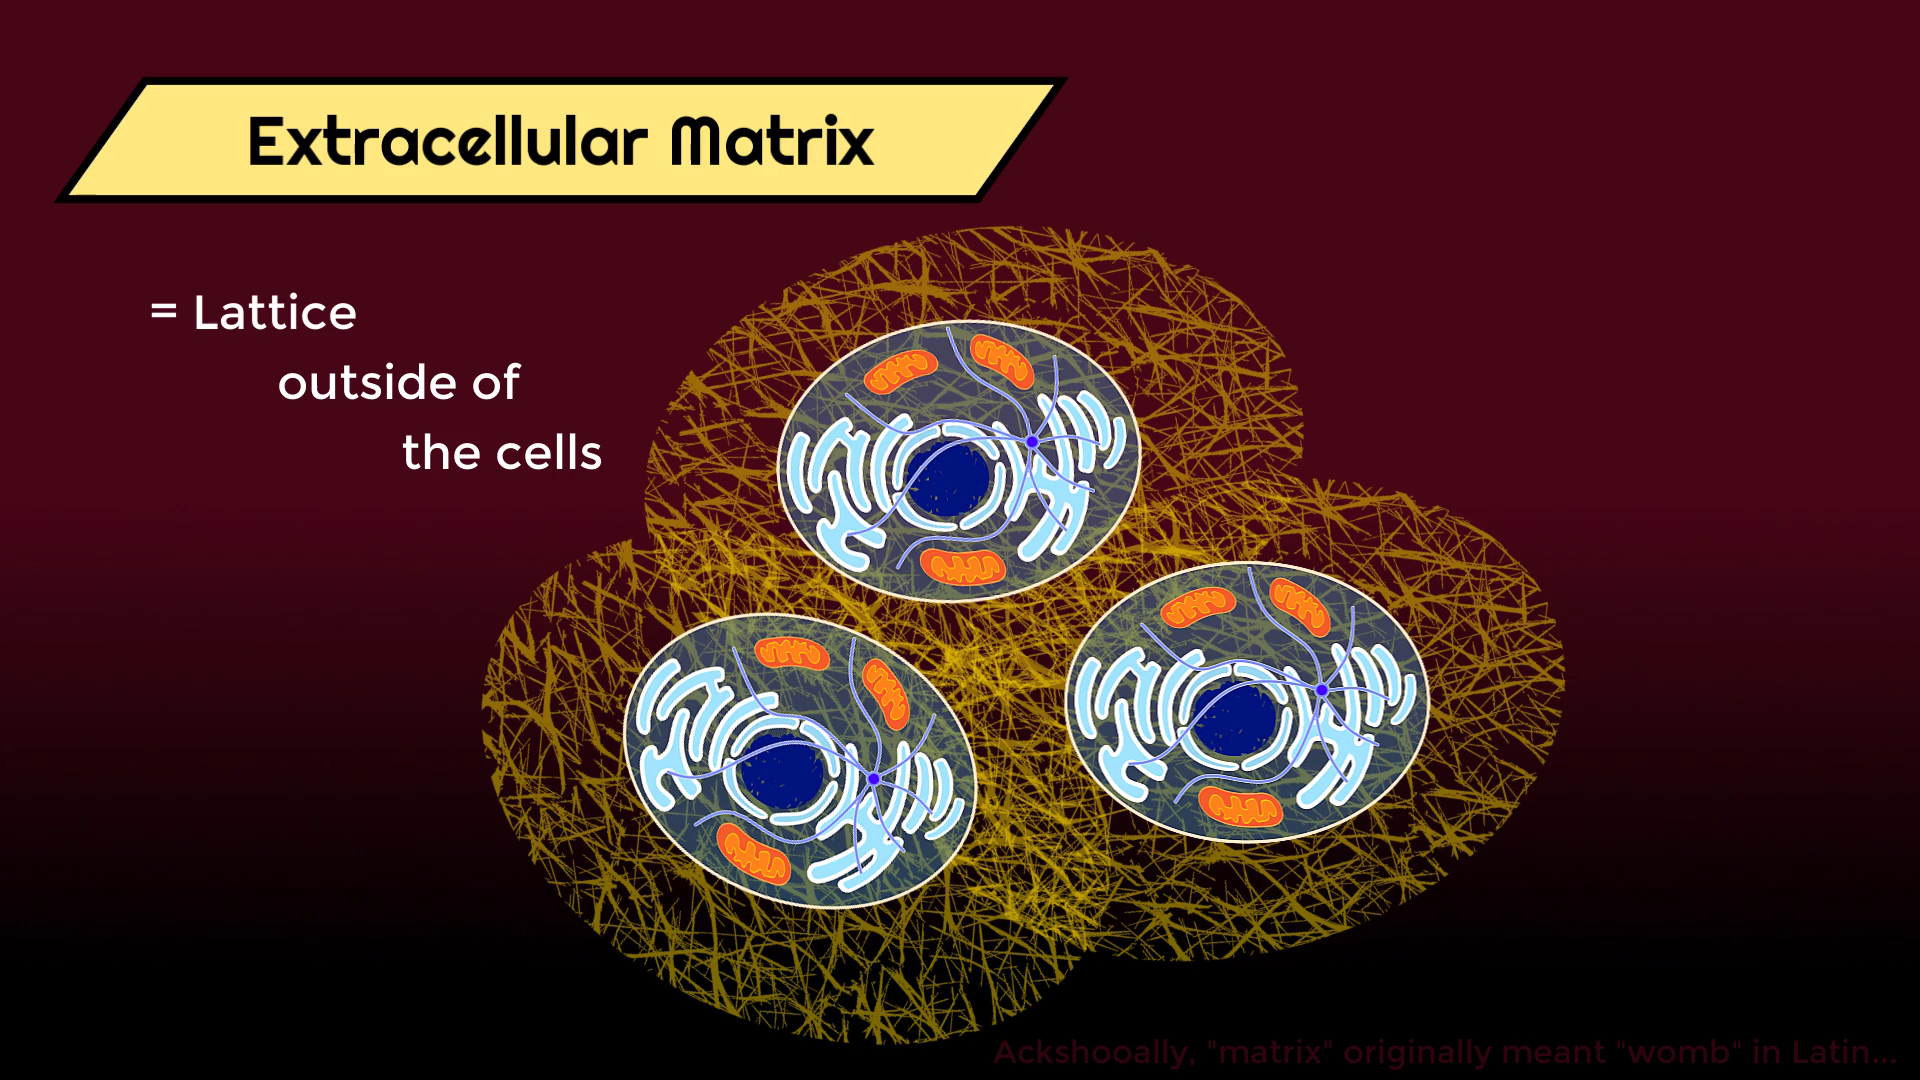 Extracellular Matrix
= Lattice
outside of
the cells
Ackshooally, "matrix" originally meant "womb" in Latin...